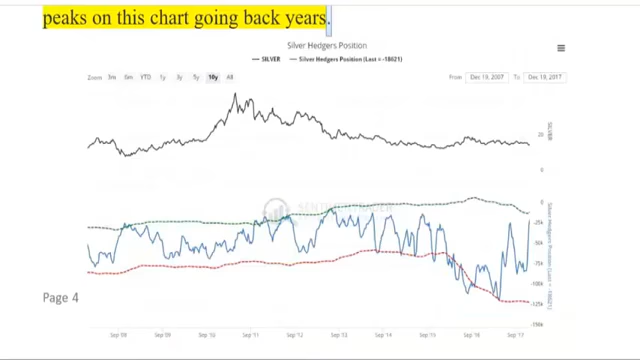 peaks on this chart going back years.
Silver Hedgers Position
SILVER Silver Hedgers Position (Last = -18021)
Zoom 3m 6m YTD 1y 3y 5y 10y All From Dec 19, 2007 To Dec 19, 2017
SILVER
20
0
0
-25k
-50k
-75k
-100k
-125k
-150k
Silver Hedgers Position (Last = -18021)
Page 4
Sep '08 Sep '09 Sep '10 Sep '11 Sep '12 Sep '13 Sep '14 Sep '15 Sep '16 Sep '17